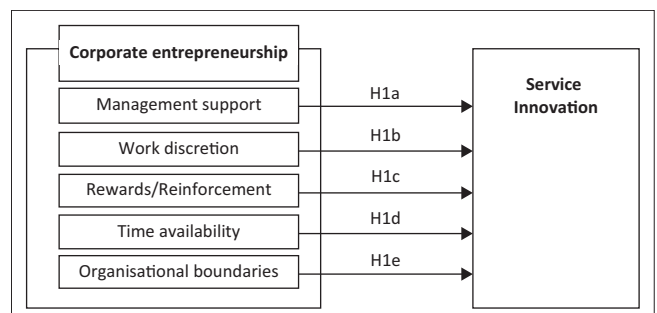 Corporate entrepreneurship
Management support
Work discretion
Rewards/Reinforcement
Time availability
Organisational boundaries
H1a
H1b
H1c
H1d
H1e
Service
Innovation